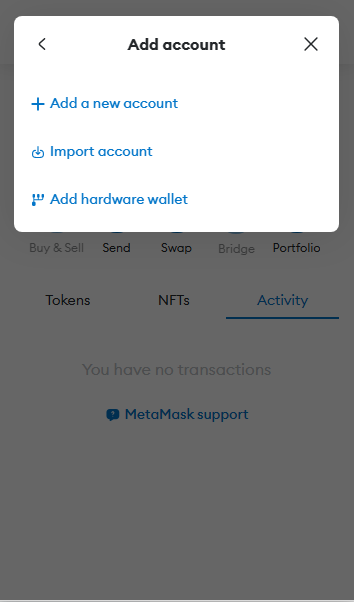 Add account
Add a new account
Import account
Add hardware wallet
Buy & Sell Send Swap Bridge Portfolio
Tokens NFTs Activity
You have no transactions
MetaMask support